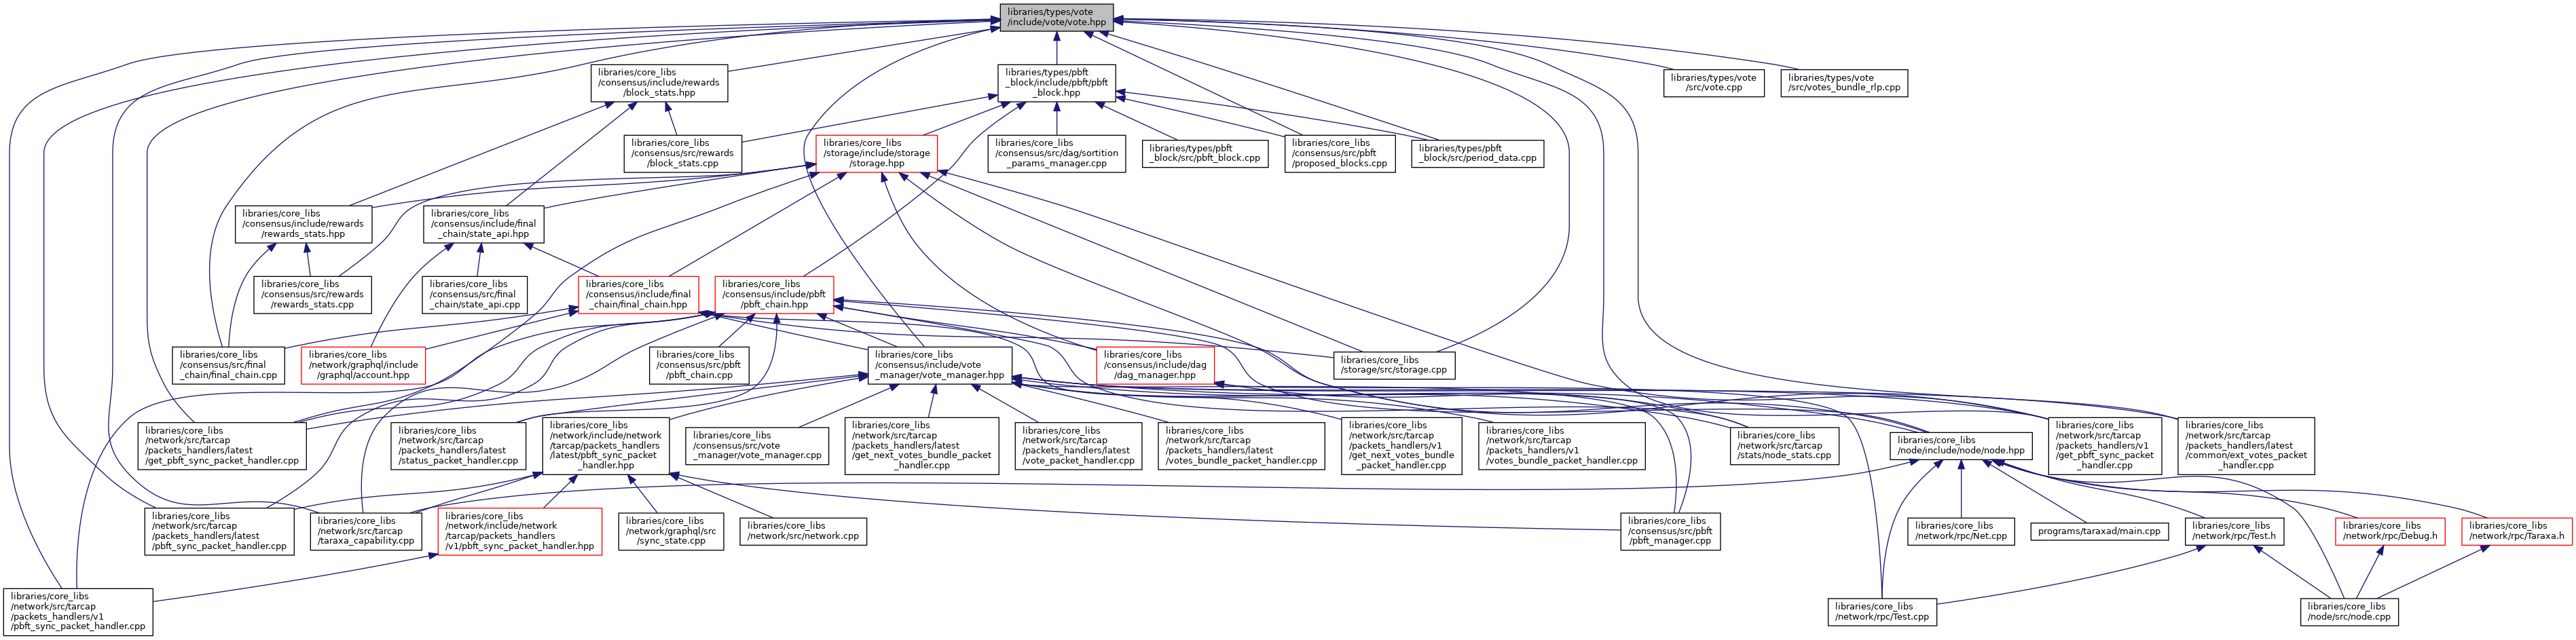 libraries/types/vote
/include/vote/vote.hpp
libraries/core_libs
/consensus/include/rewards
/block_stats.hpp
libraries/types/pbft
_block/include/pbft/pbft
_block.hpp
libraries/types/vote
/src/vote.cpp
libraries/types/vote
/src/votes_bundle_rlp.cpp
libraries/core_libs
/consensus/src/rewards
/block_stats.cpp
libraries/core_libs
/storage/include/storage
/storage.hpp
libraries/core_libs
/consensus/src/dag/sortition
_params_manager.cpp
libraries/types/pbft
_block/src/pbft_block.cpp
libraries/core_libs
/consensus/src/pbft
/proposed_blocks.cpp
libraries/types/pbft
_block/src/period_data.cpp
libraries/core_libs
/consensus/include/rewards
/rewards_stats.hpp
libraries/core_libs
/consensus/include/final
_chain/state_api.hpp
libraries/core_libs
/consensus/src/rewards
/rewards_stats.cpp
libraries/core_libs
/consensus/src/final
_chain/state_api.cpp
libraries/core_libs
/consensus/include/final
_chain/final_chain.hpp
libraries/core_libs
/consensus/include/pbft
/pbft_chain.hpp
libraries/core_libs
/consensus/src/final
_chain/final_chain.cpp
libraries/core_libs
/network/graphql/include
/graphql/account.hpp
libraries/core_libs
/consensus/src/pbft
/pbft_chain.cpp
libraries/core_libs
/consensus/include/vote
_manager/vote_manager.hpp
libraries/core_libs
/consensus/include/dag
/dag_manager.hpp
libraries/core_libs
/storage/src/storage.cpp
libraries/core_libs
/network/src/tarcap
/packets_handlers/latest
/get_pbft_sync_packet_handler.cpp
libraries/core_libs
/network/src/tarcap
/packets_handlers/latest
/status_packet_handler.cpp
libraries/core_libs
/network/include/network
/tarcap/packets_handlers
/latest/pbft_sync_packet
_handler.hpp
libraries/core_libs
/consensus/src/vote
_manager/vote_manager.cpp
libraries/core_libs
/network/src/tarcap
/packets_handlers/latest
/get_next_votes_bundle_packet
_handler.cpp
libraries/core_libs
/network/src/tarcap
/packets_handlers/latest
/vote_packet_handler.cpp
libraries/core_libs
/network/src/tarcap
/packets_handlers/latest
/votes_bundle_packet_handler.cpp
libraries/core_libs
/network/src/tarcap
/packets_handlers/v1
/get_next_votes_bundle
_packet_handler.cpp
libraries/core_libs
/network/src/tarcap
/packets_handlers/v1
/votes_bundle_packet_handler.cpp
libraries/core_libs
/network/src/tarcap
/stats/node_stats.cpp
libraries/core_libs
/node/include/node/node.hpp
libraries/core_libs
/network/src/tarcap
/packets_handlers/v1
/get_pbft_sync_packet
_handler.cpp
libraries/core_libs
/network/src/tarcap
/packets_handlers/latest
/common/ext_votes_packet
_handler.cpp
libraries/core_libs
/network/src/tarcap
/packets_handlers/latest
/pbft_sync_packet_handler.cpp
libraries/core_libs
/network/src/tarcap
/taraxa_capability.cpp
libraries/core_libs
/network/include/network
/tarcap/packets_handlers
/v1/pbft_sync_packet_handler.hpp
libraries/core_libs
/network/graphql/src
/sync_state.cpp
libraries/core_libs
/network/src/network.cpp
libraries/core_libs
/consensus/src/pbft
/pbft_manager.cpp
libraries/core_libs
/network/rpc/Net.cpp
programs/taraxad/main.cpp
libraries/core_libs
/network/rpc/Test.h
libraries/core_libs
/network/rpc/Debug.h
libraries/core_libs
/network/rpc/Taraxa.h
libraries/core_libs
/network/src/tarcap
/packets_handlers/v1
/pbft_sync_packet_handler.cpp
libraries/core_libs
/network/rpc/Test.cpp
libraries/core_libs
/node/src/node.cpp